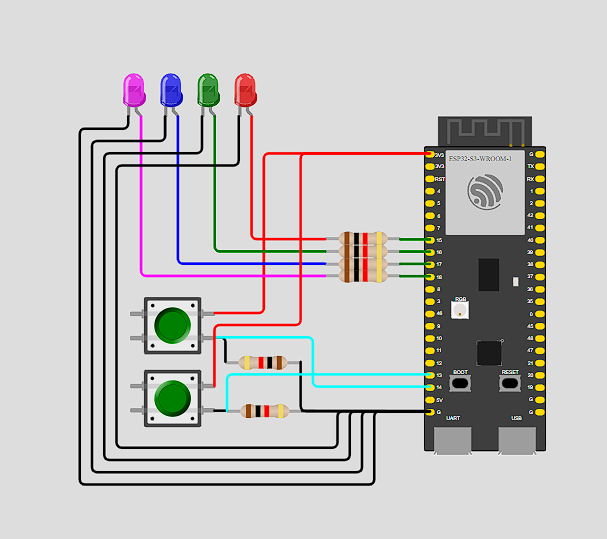 ESP32-S3-WROOM-1
3V3
3V3
RST
4
5
6
7
15
16
17
18
8
3
46
9
10
11
12
13
14
5V
G
G
TX
RX
1
2
42
41
40
39
38
37
36
35
0
45
48
47
21
20
19
G
G
RGB
BOOT
RESET
UART
USB